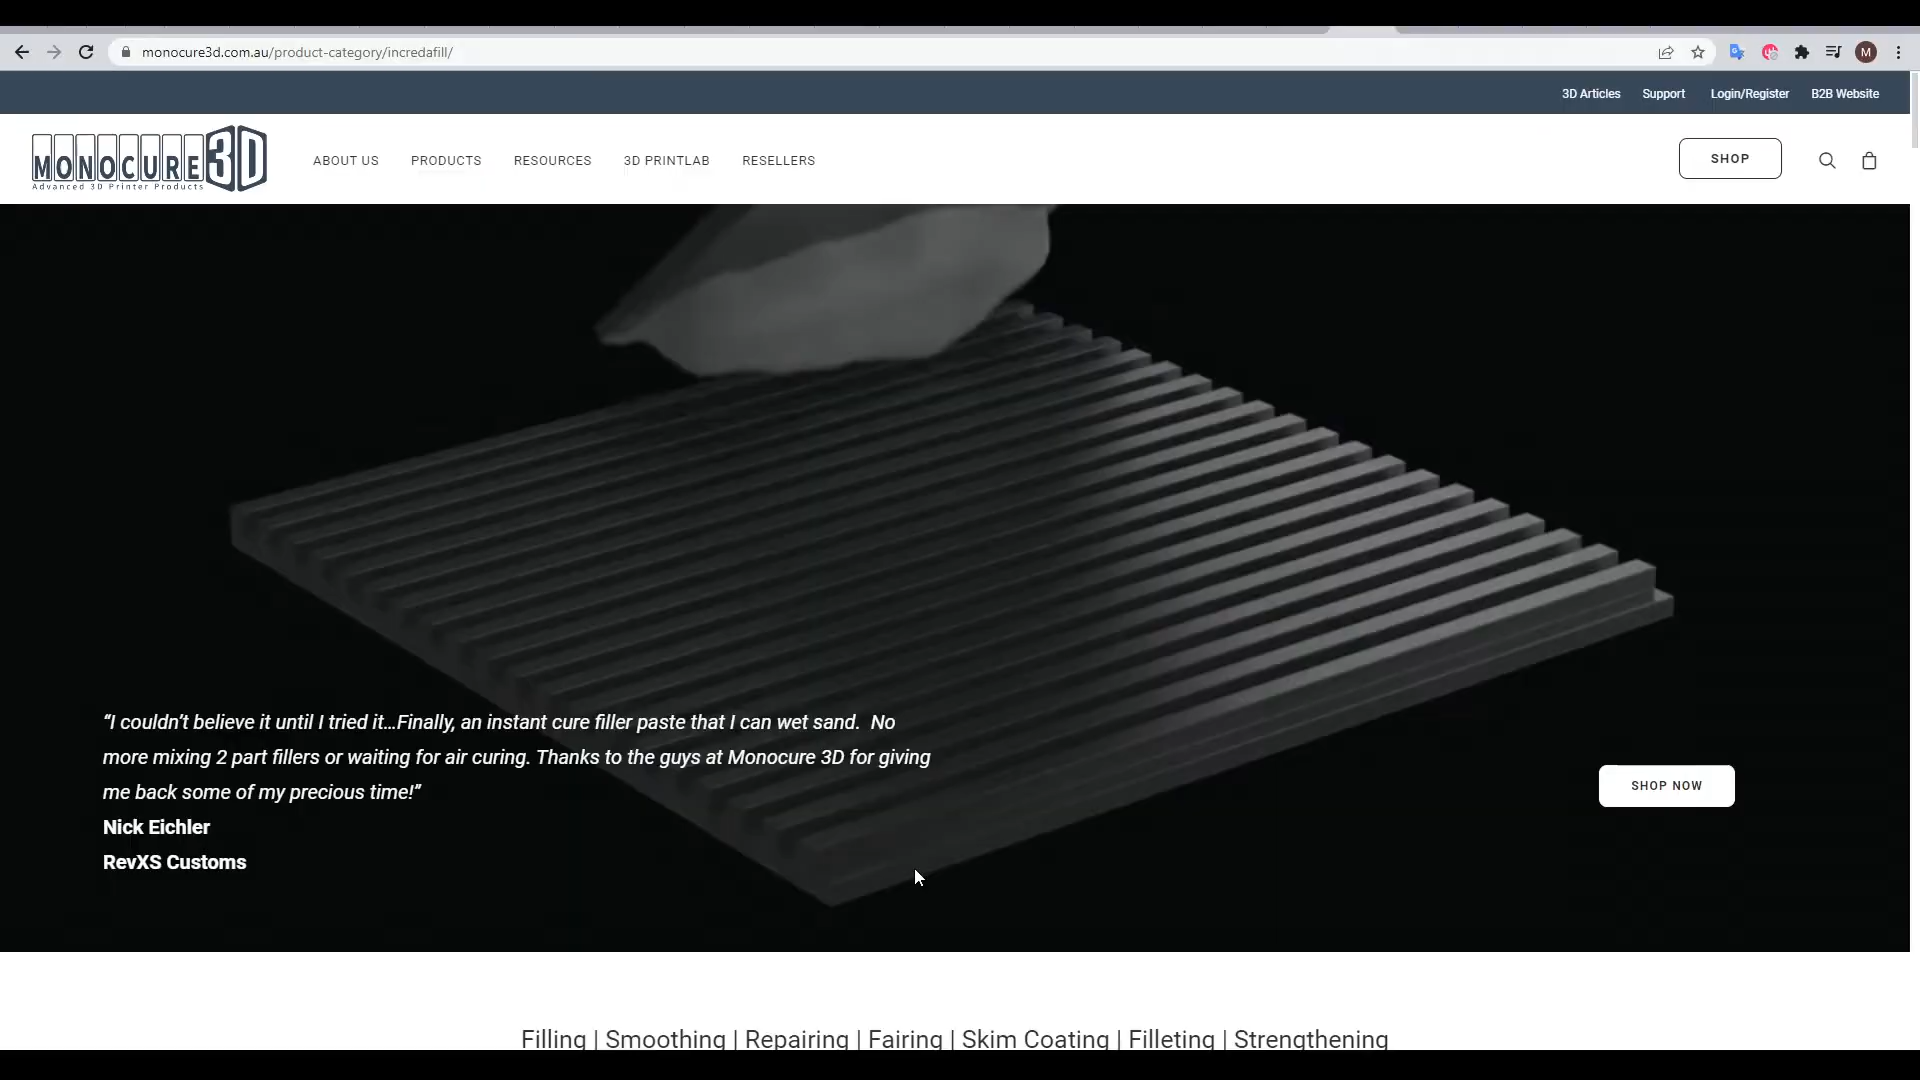 monocure3d.com.au/product-category/incredafill/
M
3D Articles Support Login/Register B2B Website
MONOCURE3D
Advanced 3D Printer Products
ABOUT US PRODUCTS RESOURCES 3D PRINTLAB RESELLERS
SHOP
“I couldn’t believe it until I tried it…Finally, an instant cure filler paste that I can wet sand. No
more mixing 2 part fillers or waiting for air curing. Thanks to the guys at Monocure 3D for giving
me back some of my precious time!”
Nick Eichler
RevXS Customs
SHOP NOW
Filling | Smoothing | Repairing | Fairing | Skim Coating | Filleting | Strengthening